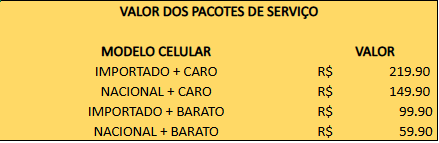 VALOR DOS PACOTES DE SERVIÇO
MODELO CELULAR VALOR
IMPORTADO + CARO R$ 219.90
NACIONAL + CARO R$ 149.90
IMPORTADO + BARATO R$ 99.90
NACIONAL + BARATO R$ 59.90